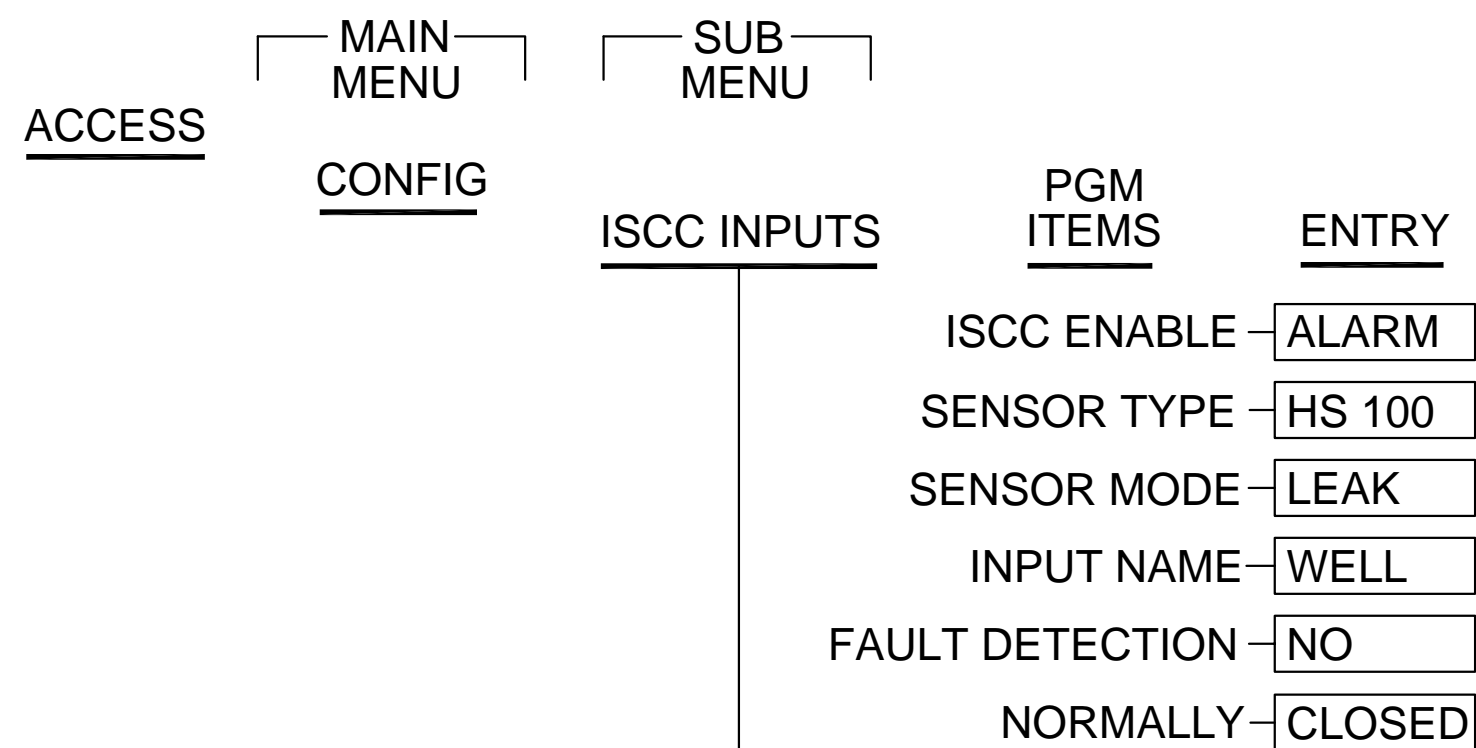 MAIN
MENU
SUB
MENU
ACCESS
CONFIG
ISCC INPUTS
PGM
ITEMS
ENTRY
ISCC ENABLE ALARM
SENSOR TYPE HS 100
SENSOR MODE LEAK
INPUT NAME WELL
FAULT DETECTION NO
NORMALLY CLOSED